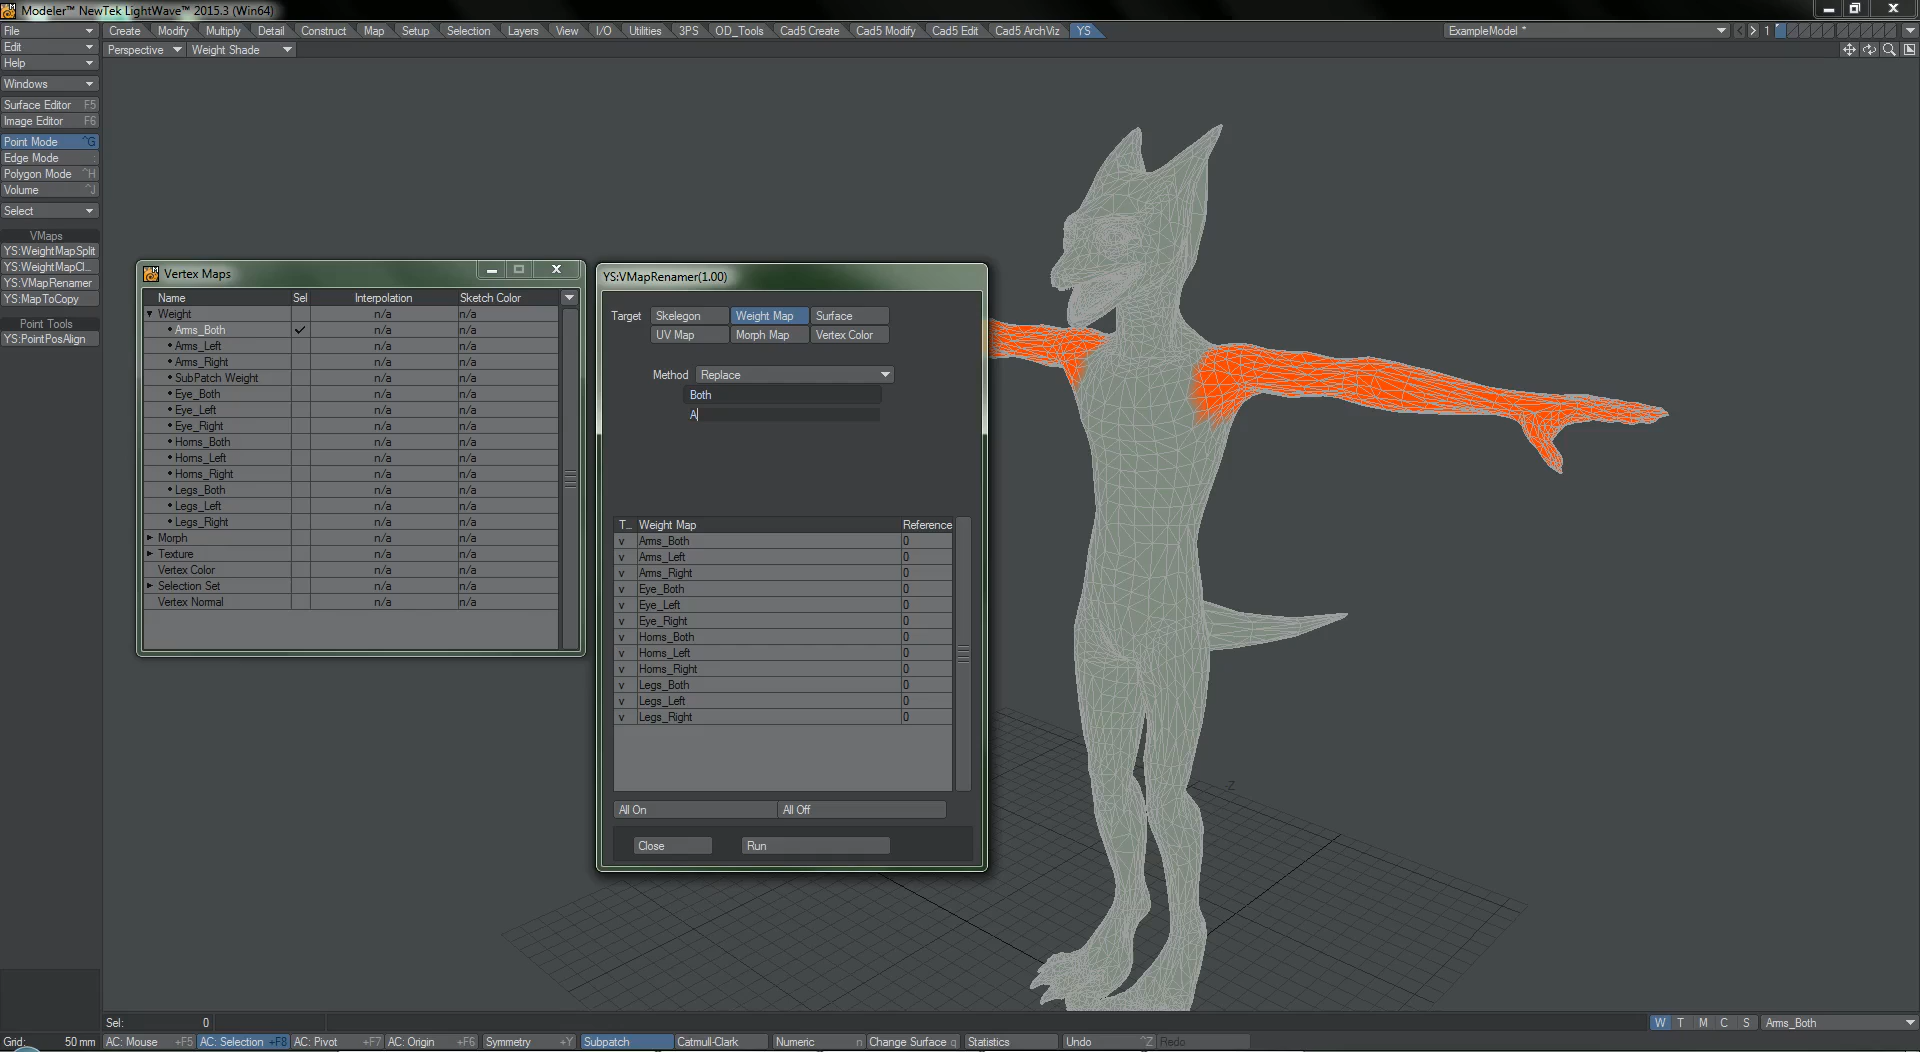 Modeler™ NewTek LightWave™ 2015.3 (Win64)
File Create Modify Multiply Detail Construct Map Setup Selection Layers View I/O Utilities 3PS OD_Tools Cad5 Create Cad5 Modify Cad5 Edit Cad5 ArchViz YS ExampleModel * 1
Edit Perspective Weight Shade
Help
Windows
Surface Editor F5
Image Editor F6
Point Mode ^G
Edge Mode
Polygon Mode ^H
Volume ^J
Select
VMaps
YS:WeightMapSplit
YS:WeightMapCl...
YS:VMapRenamer
YS:MapToCopy
Point Tools
YS:PointPosAlign
Vertex Maps
Name Sel Interpolation Sketch Color
Weight n/a n/a
Arms_Both n/a n/a
Arms_Left n/a n/a
Arms_Right n/a n/a
SubPatch Weight n/a n/a
Eye_Both n/a n/a
Eye_Left n/a n/a
Eye_Right n/a n/a
Horns_Both n/a n/a
Horns_Left n/a n/a
Horns_Right n/a n/a
Legs_Both n/a n/a
Legs_Left n/a n/a
Legs_Right n/a n/a
Morph n/a n/a
Texture n/a n/a
Vertex Color n/a n/a
Selection Set n/a n/a
Vertex Normal n/a n/a
YS:VMapRenamer(1.00)
Target Skelegon Weight Map Surface
UV Map Morph Map Vertex Color
Method Replace
Both
A
T... Weight Map Reference
v Arms_Both 0
v Arms_Left 0
v Arms_Right 0
v Eye_Both 0
v Eye_Left 0
v Eye_Right 0
v Horns_Both 0
v Horns_Left 0
v Horns_Right 0
v Legs_Both 0
v Legs_Left 0
v Legs_Right 0
All On All Off
Close Run
Z
Sel: 0 W T M C S Arms_Both
Grid: 50 mm AC: Mouse +F5 AC: Selection +F8 AC: Pivot +F7 AC: Origin +F6 Symmetry +Y Subpatch Catmull-Clark Numeric n Change Surface q Statistics Undo ^Z Redo